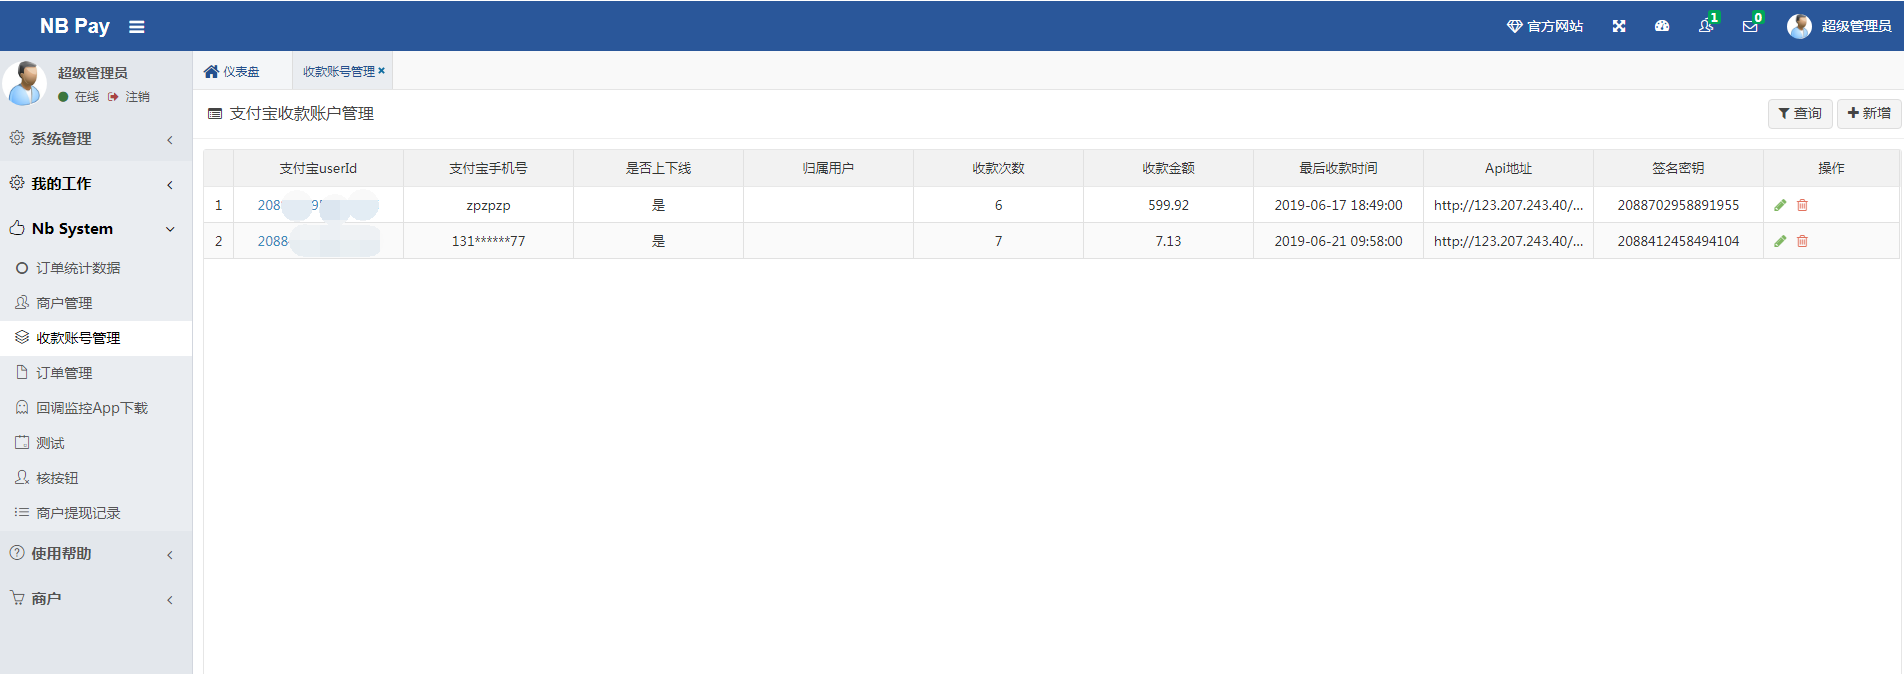 NB Pay
官方网站
1
0
超级管理员
超级管理员
在线 注销
系统管理
我的工作
Nb System
订单统计数据
商户管理
收款账号管理
订单管理
回调监控App下载
测试
核按钮
商户提现记录
使用帮助
商户
仪表盘 收款账号管理 ×
支付宝收款账户管理
查询 新增
支付宝userId 支付宝手机号 是否上下线 归属用户 收款次数 收款金额 最后收款时间 Api地址 签名密钥 操作
1 208 zpzpzp 是 6 599.92 2019-06-17 18:49:00 http://123.207.243.40/... 2088702958891955
2 2088 131******77 是 7 7.13 2019-06-21 09:58:00 http://123.207.243.40/... 2088412458494104